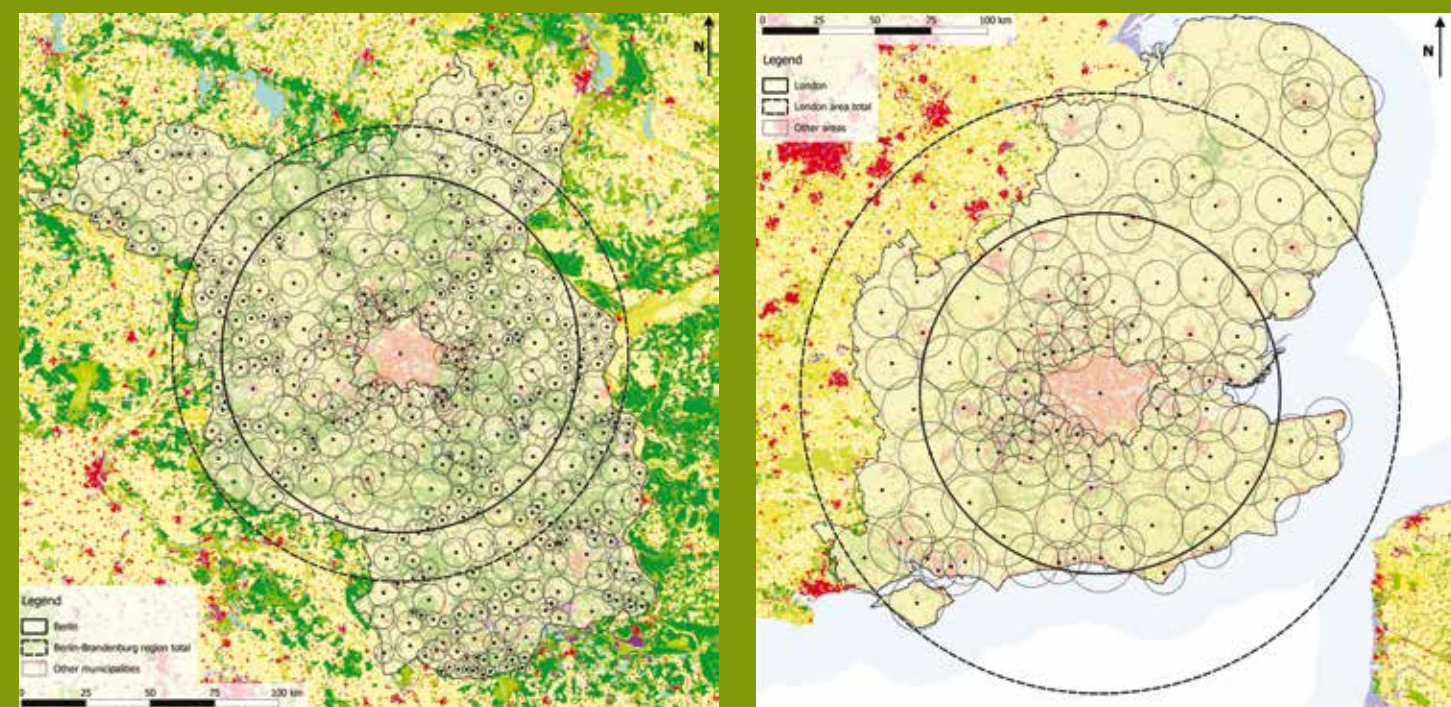 N
Legend
Berlin
Berlin-Brandenburg region total
Other municipalities
0 25 50 75 100 km
0 25 50 75 100 km
N
Legend
London
London area total
Other areas